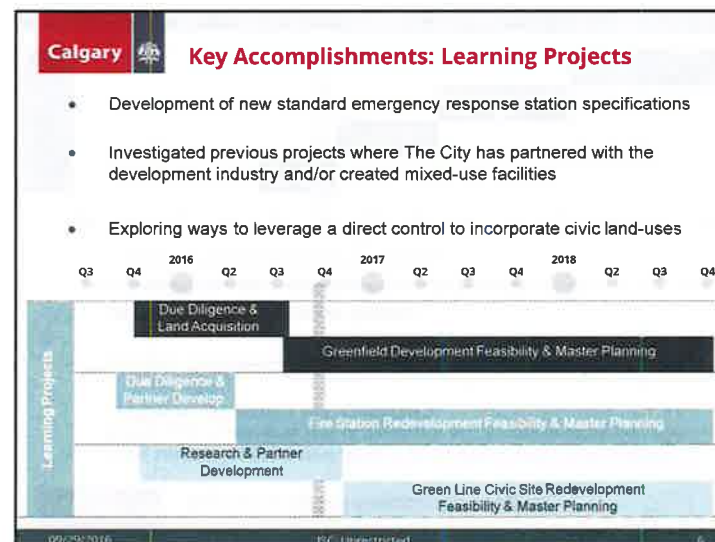 Calgary
Key Accomplishments: Learning Projects
• Development of new standard emergency response station specifications
• Investigated previous projects where The City has partnered with the
development industry and/or created mixed-use facilities
• Exploring ways to leverage a direct control to incorporate civic land-uses
Q3 Q4 2016 Q2 Q3 Q4 2017 Q2 Q3 Q4 2018 Q2 Q3 Q4
Learning Projects
Due Diligence &
Land Acquisition
Greenfield Development Feasibility & Master Planning
Due Diligence &
Partner Develop.
Fire Station Redevelopment Feasibility & Master Planning
Research & Partner
Development
Green Line Civic Site Redevelopment
Feasibility & Master Planning
09/29/2016 ISC: Unrestricted 6